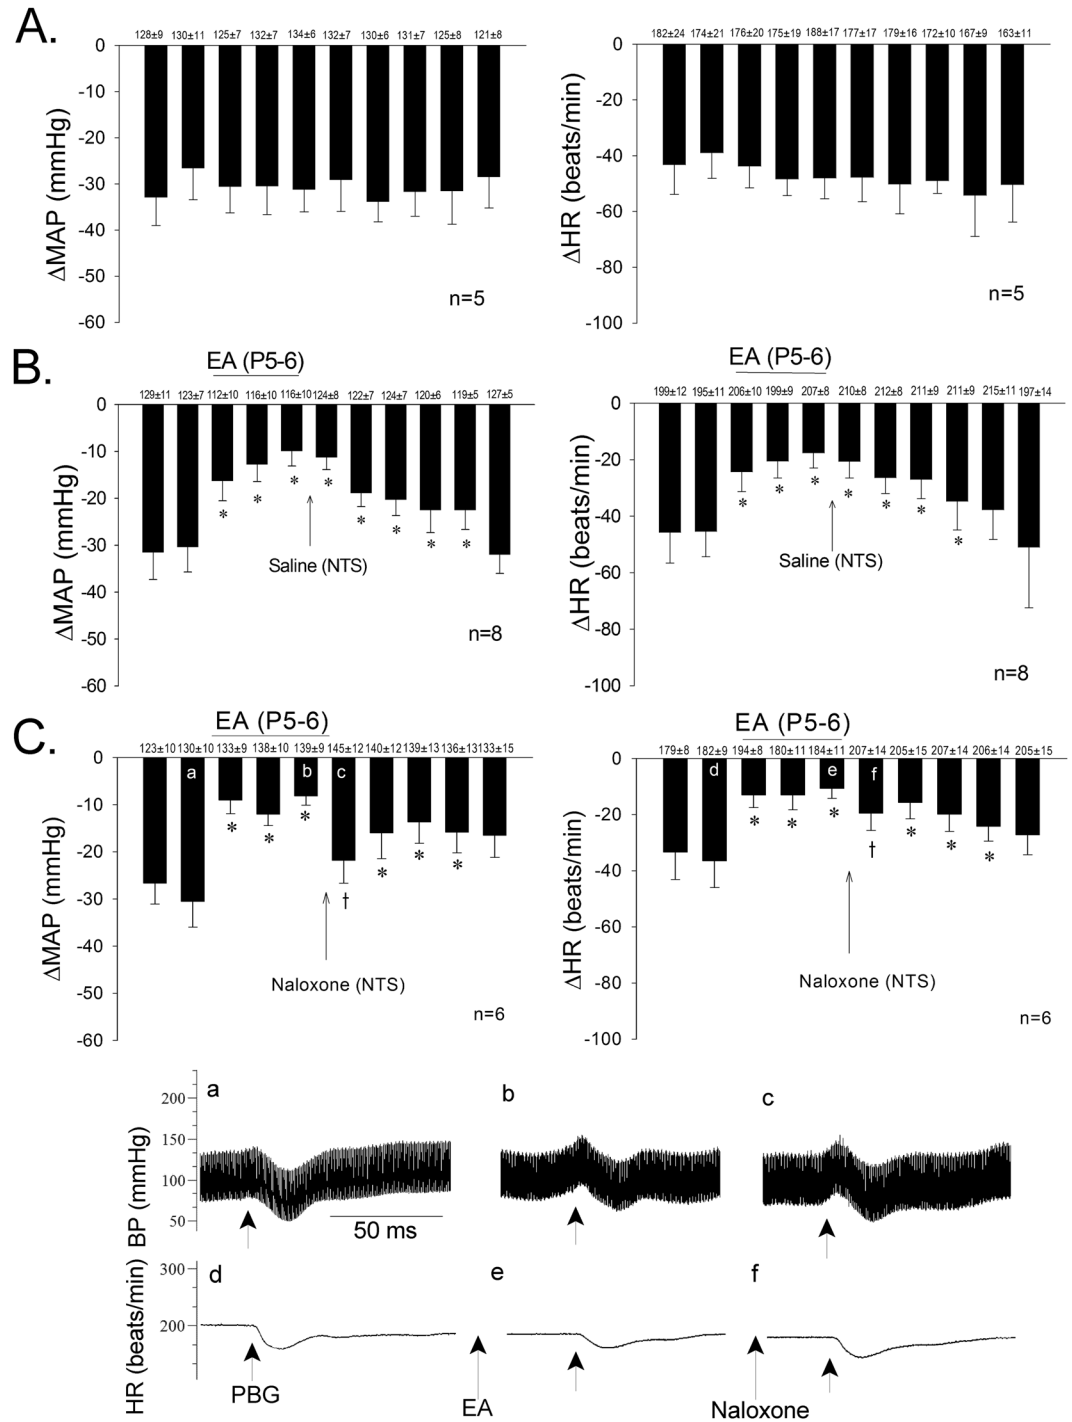 A.
128±9 130±11 125±7 132±7 134±6 132±7 130±6 131±7 125±8 121±8
0
-10
-20
-30
-40
-50
-60
ΔMAP (mmHg)
n=5
182±24 174±21 176±20 175±19 188±17 177±17 179±16 172±10 167±9 163±11
0
-20
-40
-60
-80
-100
ΔHR (beats/min)
n=5
B.
EA (P5-6)
129±11 123±7 112±10 116±10 116±10 124±8 122±7 124±7 120±6 119±5 127±5
0
-10
-20
-30
-40
-50
-60
ΔMAP (mmHg)
* * * * * * * *
Saline (NTS)
n=8
EA (P5-6)
199±12 195±11 206±10 199±9 207±8 210±8 212±8 211±9 211±9 215±11 197±14
0
-20
-40
-60
-80
-100
ΔHR (beats/min)
* * * * * * *
Saline (NTS)
n=8
C.
EA (P5-6)
123±10 130±10 133±9 138±10 139±9 145±12 140±12 139±13 136±13 133±15
a b c
0
-10
-20
-30
-40
-50
-60
ΔMAP (mmHg)
* * * † * * *
Naloxone (NTS)
n=6
EA (P5-6)
179±8 182±9 194±8 180±11 184±11 207±14 205±15 207±14 206±14 205±15
d e f
0
-20
-40
-60
-80
-100
ΔHR (beats/min)
* * * † * * *
Naloxone (NTS)
n=6
a b c
BP (mmHg)
200
150
100
50
50 ms
d e f
HR (beats/min)
300
200
PBG
EA
Naloxone